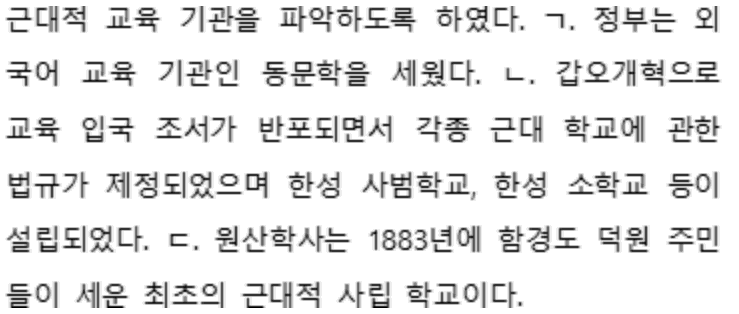 근대적 교육 기관을 파악하도록 하였다. ㄱ. 정부는 외
국어 교육 기관인 동문학을 세웠다. ㄴ. 갑오개혁으로
교육 입국 조서가 반포되면서 각종 근대 학교에 관한
법규가 제정되었으며 한성 사범학교, 한성 소학교 등이
설립되었다. ㄷ. 원산학사는 1883년에 함경도 덕원 주민
들이 세운 최초의 근대적 사립 학교이다.